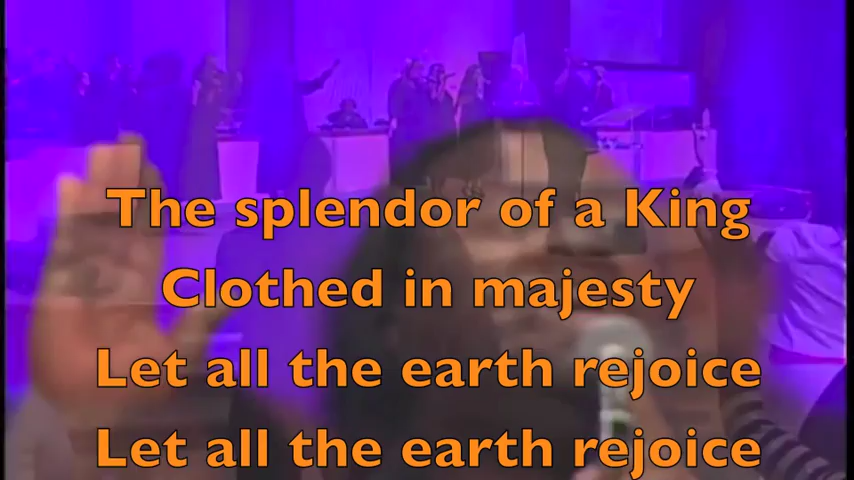 The splendor of a King
Clothed in majesty
Let all the earth rejoice
Let all the earth rejoice